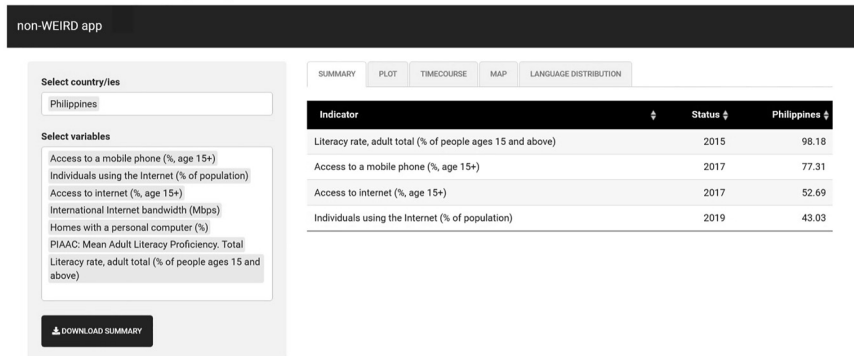 non-WEIRD app
Select country/ies
Philippines
Select variables
Access to a mobile phone (%, age 15+)
Individuals using the Internet (% of population)
Access to internet (%, age 15+)
International Internet bandwidth (Mbps)
Homes with a personal computer (%)
PIAAC: Mean Adult Literacy Proficiency. Total
Literacy rate, adult total (% of people ages 15 and
above)
DOWNLOAD SUMMARY
SUMMARY PLOT TIMECOURSE MAP LANGUAGE DISTRIBUTION
Indicator Status Philippines
Literacy rate, adult total (% of people ages 15 and above) 2015 98.18
Access to a mobile phone (%, age 15+) 2017 77.31
Access to internet (%, age 15+) 2017 52.69
Individuals using the Internet (% of population) 2019 43.03